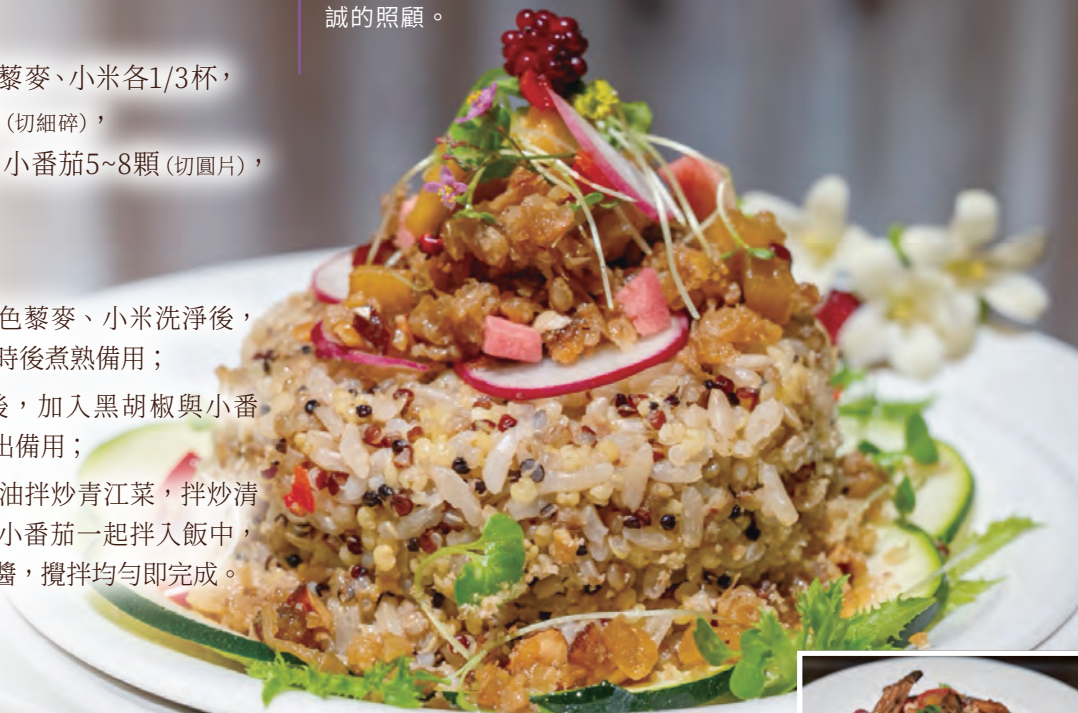 誠的照顧。
藜麥、小米各1/3杯，
(切細碎)，
小番茄5~8顆(切圓片)，
色藜麥、小米洗淨後，
時後煮熟備用；
後，加入黑胡椒與小番
出備用；
油拌炒青江菜，拌炒清
小番茄一起拌入飯中，
醬，攪拌均勻即完成。